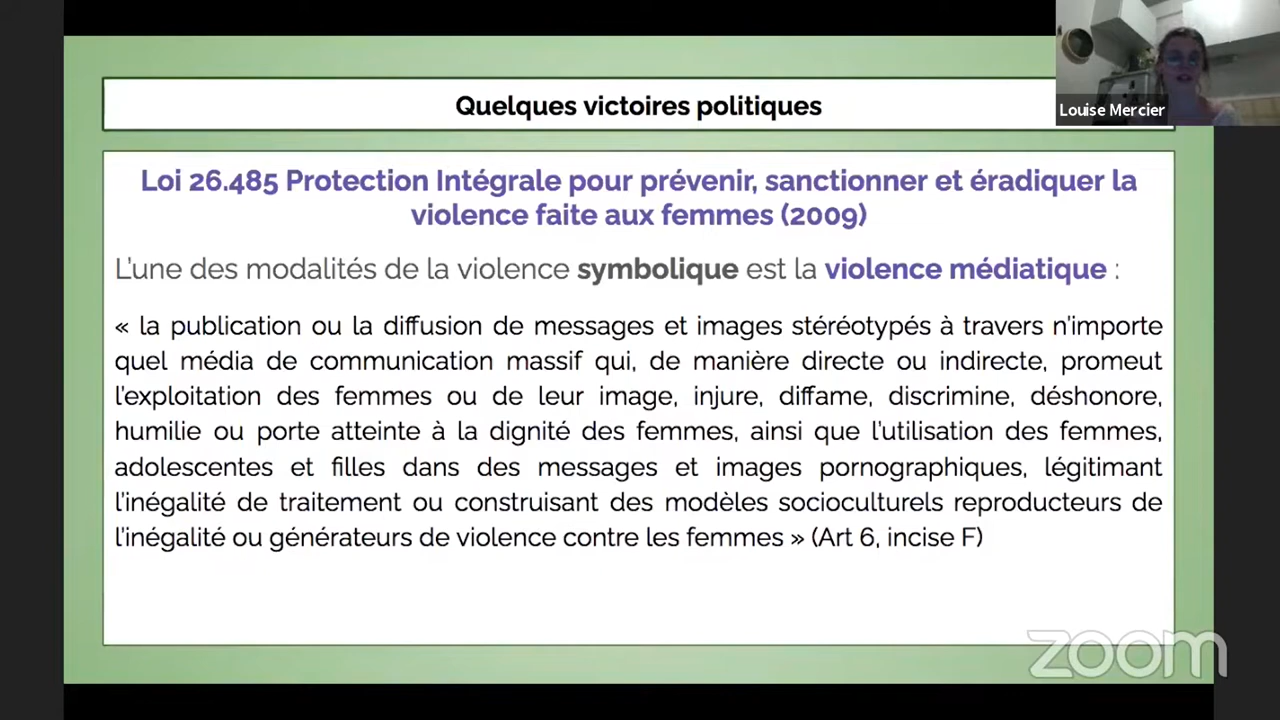 Quelques victoires politiques
Louise Mercier
Loi 26.485 Protection Intégrale pour prévenir, sanctionner et éradiquer la
violence faite aux femmes (2009)
L'une des modalités de la violence symbolique est la violence médiatique :
« la publication ou la diffusion de messages et images stéréotypés à travers n'importe
quel média de communication massif qui, de manière directe ou indirecte, promeut
l'exploitation des femmes ou de leur image, injure, diffame, discrimine, déshonore,
humilie ou porte atteinte à la dignité des femmes, ainsi que l'utilisation des femmes,
adolescentes et filles dans des messages et images pornographiques, légitimant
l'inégalité de traitement ou construisant des modèles socioculturels reproducteurs de
l'inégalité ou générateurs de violence contre les femmes » (Art 6, incise F)
zoom